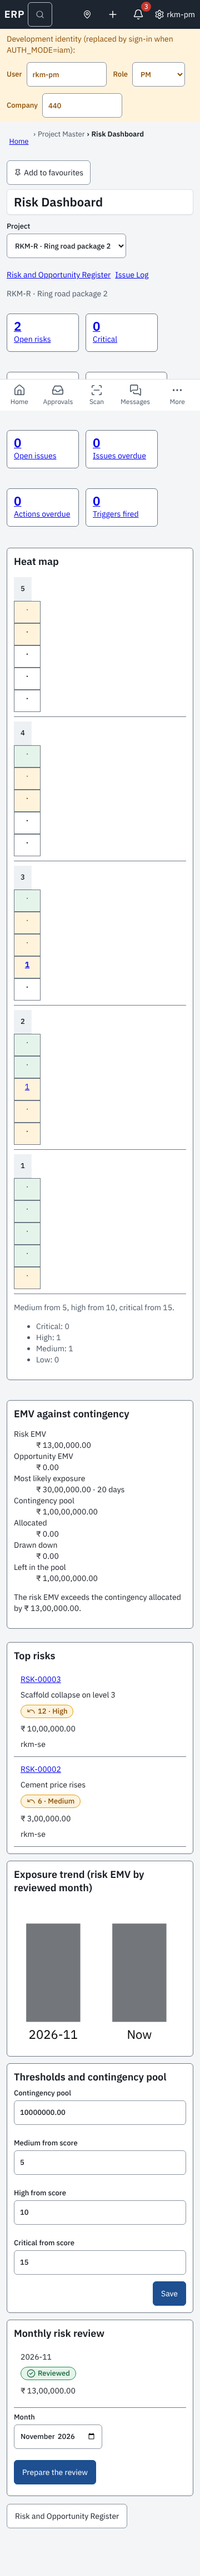 ERP
3
rkm-pm
Development identity (replaced by sign-in when AUTH_MODE=iam):
User
rkm-pm
Role
PM
Company
440
Home › Project Master › Risk Dashboard
Add to favourites
Risk Dashboard
Project
RKM-R · Ring road package 2
Risk and Opportunity Register Issue Log
RKM-R · Ring road package 2
2
Open risks
0
Critical
Home
Approvals
Scan
Messages
More
0
Open issues
0
Issues overdue
0
Actions overdue
0
Triggers fired
Heat map
5
·
·
·
·
·
4
·
·
·
·
·
3
·
·
·
1
·
2
·
·
1
·
·
1
·
·
·
·
·
Medium from 5, high from 10, critical from 15.
• Critical: 0
• High: 1
• Medium: 1
• Low: 0
EMV against contingency
Risk EMV
₹ 13,00,000.00
Opportunity EMV
₹ 0.00
Most likely exposure
₹ 30,00,000.00 · 20 days
Contingency pool
₹ 1,00,00,000.00
Allocated
₹ 0.00
Drawn down
₹ 0.00
Left in the pool
₹ 1,00,00,000.00
The risk EMV exceeds the contingency allocated
by ₹ 13,00,000.00.
Top risks
RSK-00003
Scaffold collapse on level 3
12 · High
₹ 10,00,000.00
rkm-se
RSK-00002
Cement price rises
6 · Medium
₹ 3,00,000.00
rkm-se
Exposure trend (risk EMV by
reviewed month)
2026-11
Now
Thresholds and contingency pool
Contingency pool
10000000.00
Medium from score
5
High from score
10
Critical from score
15
Save
Monthly risk review
2026-11
Reviewed
₹ 13,00,000.00
Month
November 2026
Prepare the review
Risk and Opportunity Register